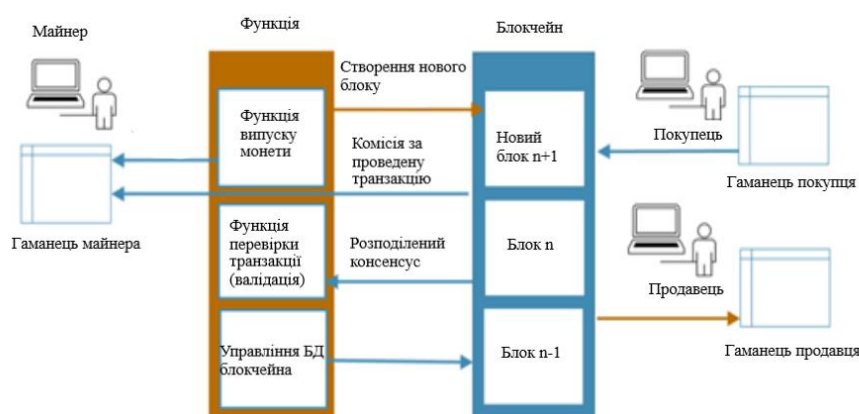 Майнер
Функція
Блокчейн
Створення нового
блоку
Функція
випуску
монети
Комісія за
проведену
транзакцію
Новий
блок n+1
Покупець
Гаманець покупця
Гаманець майнера
Функція
перевірки
транзакції
(валідація)
Розподілений
консенсус
Блок n
Продавець
Гаманець продавця
Управління БД
блокчейна
Блок n-1